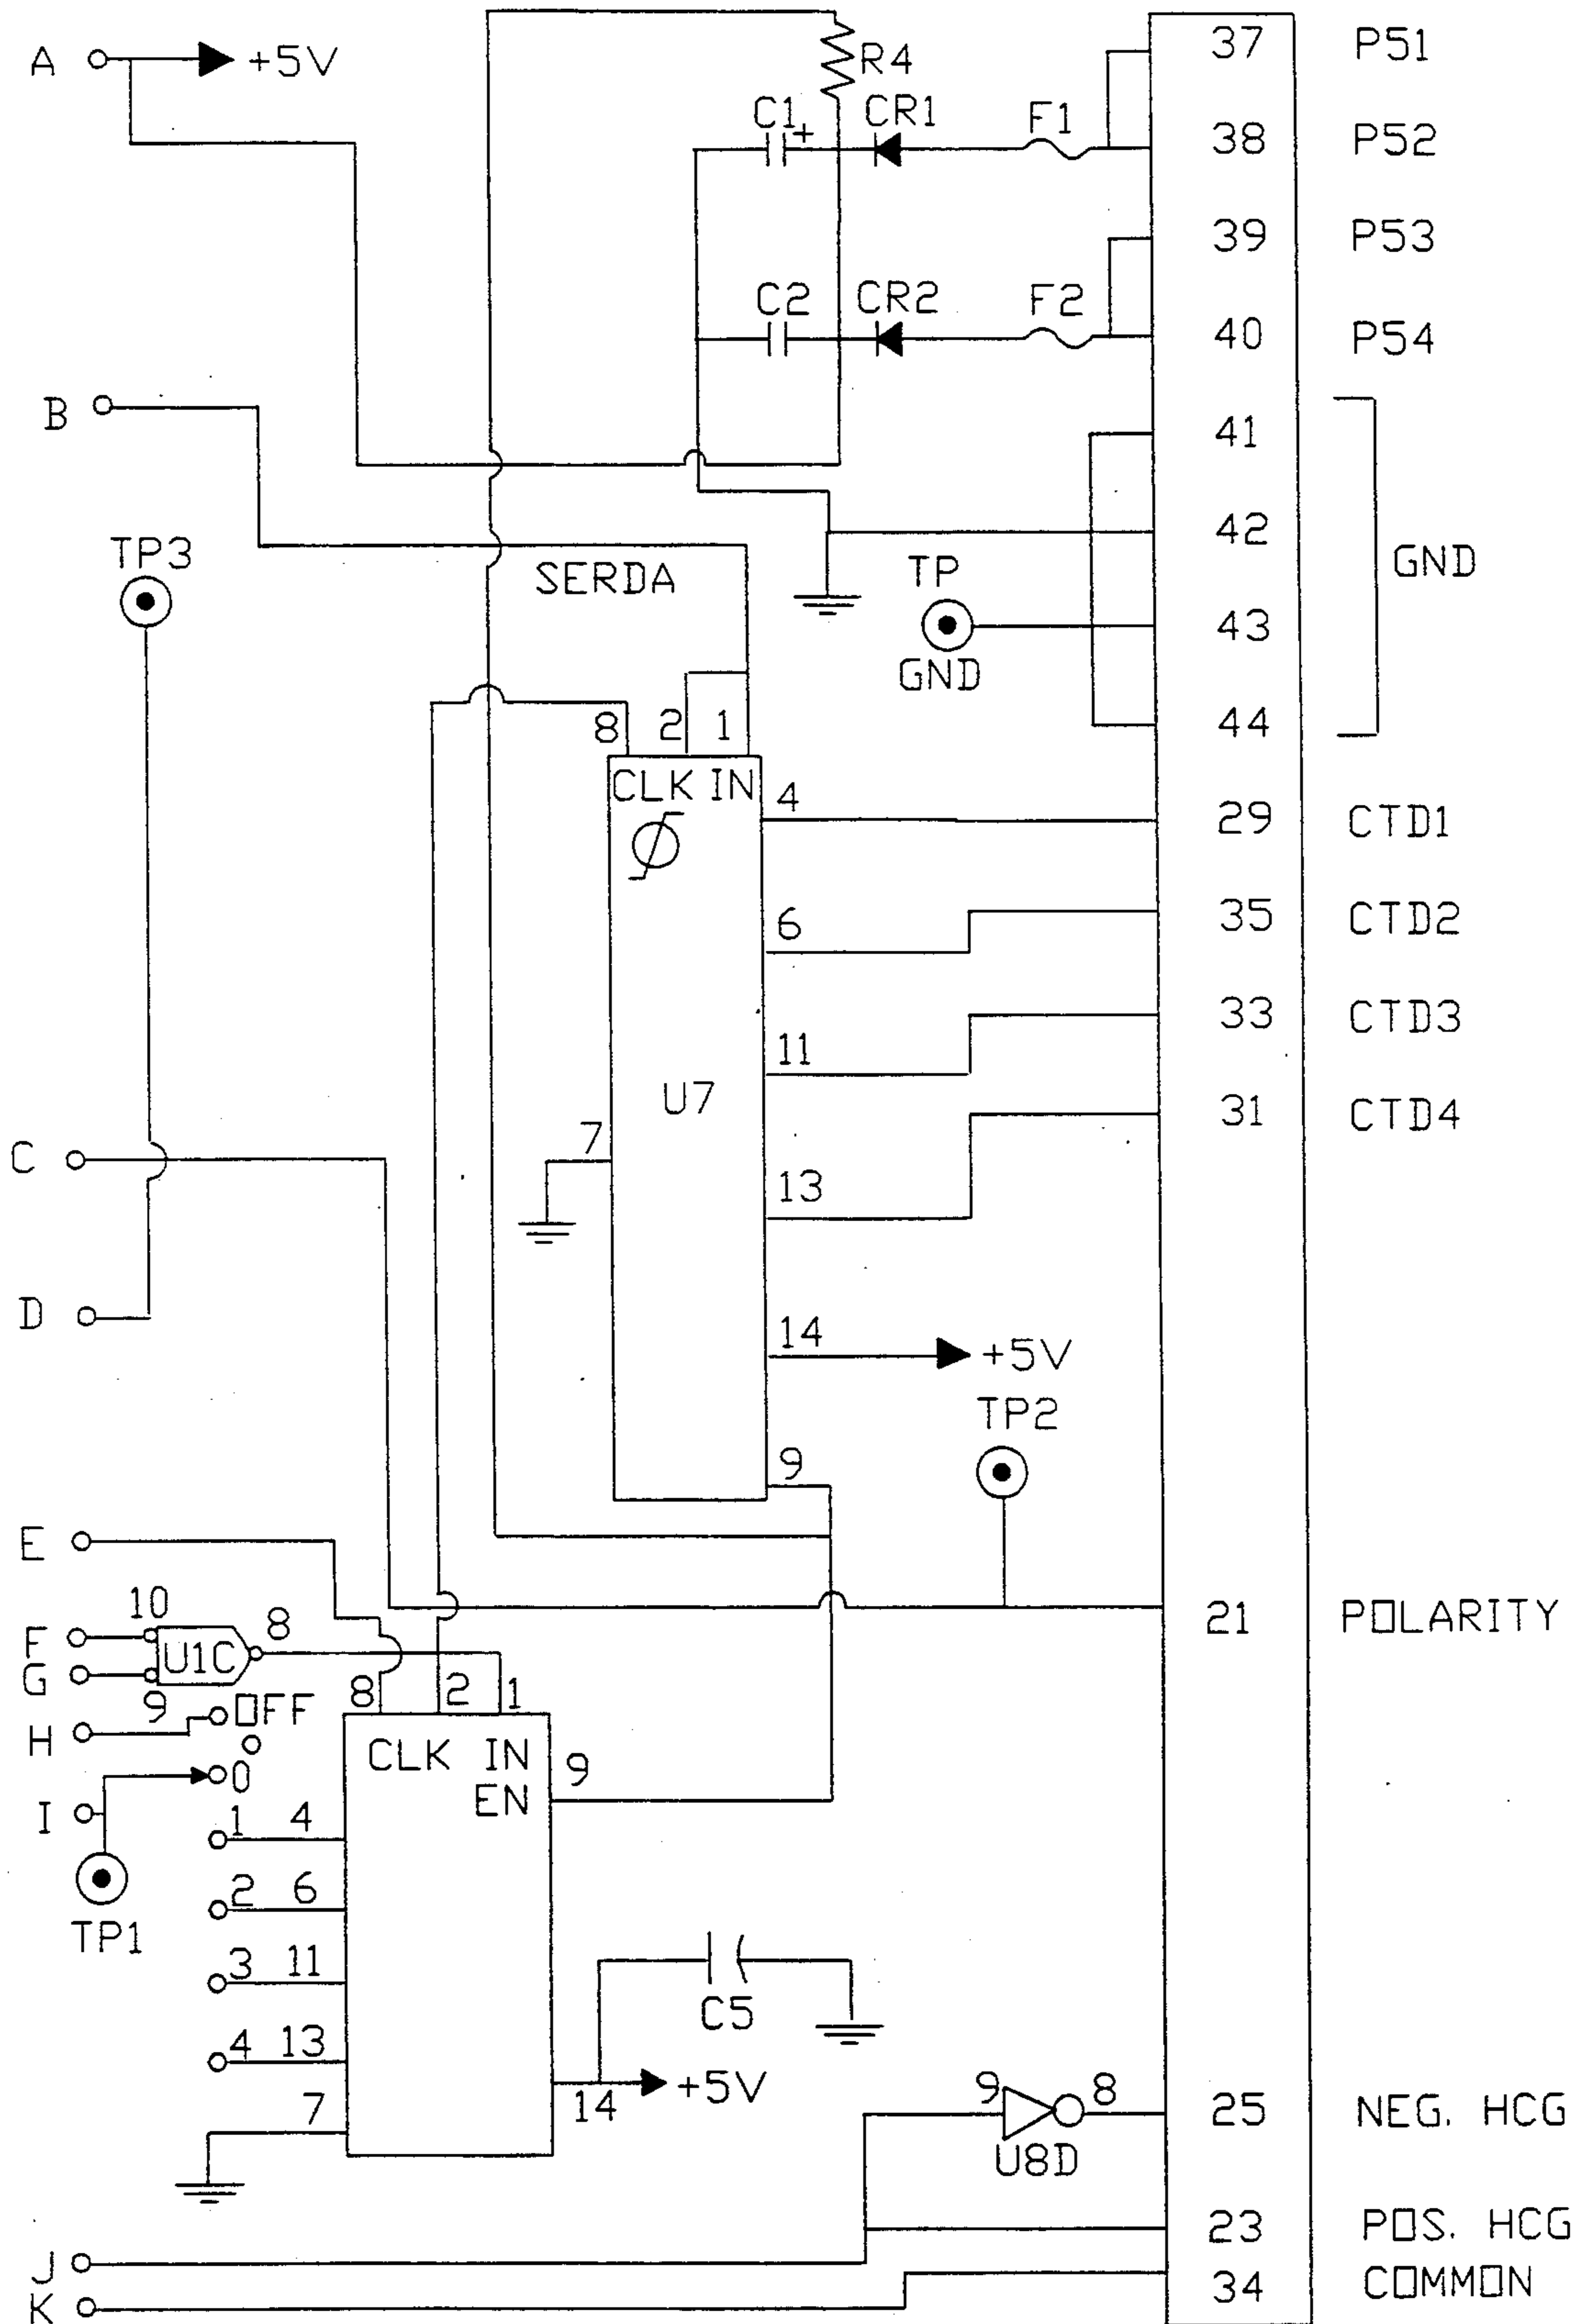 37 P51
A +5V R4
C1 + CR1 F1 38 P52
39 P53
C2 CR2 F2 40 P54
B 41
42
TP3 SERDA TP GND
43
GND
8 2 1 44
CLK IN 4 29 CTD1
6 35 CTD2
33 CTD3
11
U7 31 CTD4
7
C 13
D
14 +5V
TP2
9
E
10 8 21 POLARITY
F U1C
G 8 2 1
9 OFF
H CLK IN 9
0 EN
I 1 4
2 6
TP1
3 11
C5
4 13
+5V
7 14 9 8 25 NEG. HCG
U8D
23 POS. HCG
J 34 COMMON
K